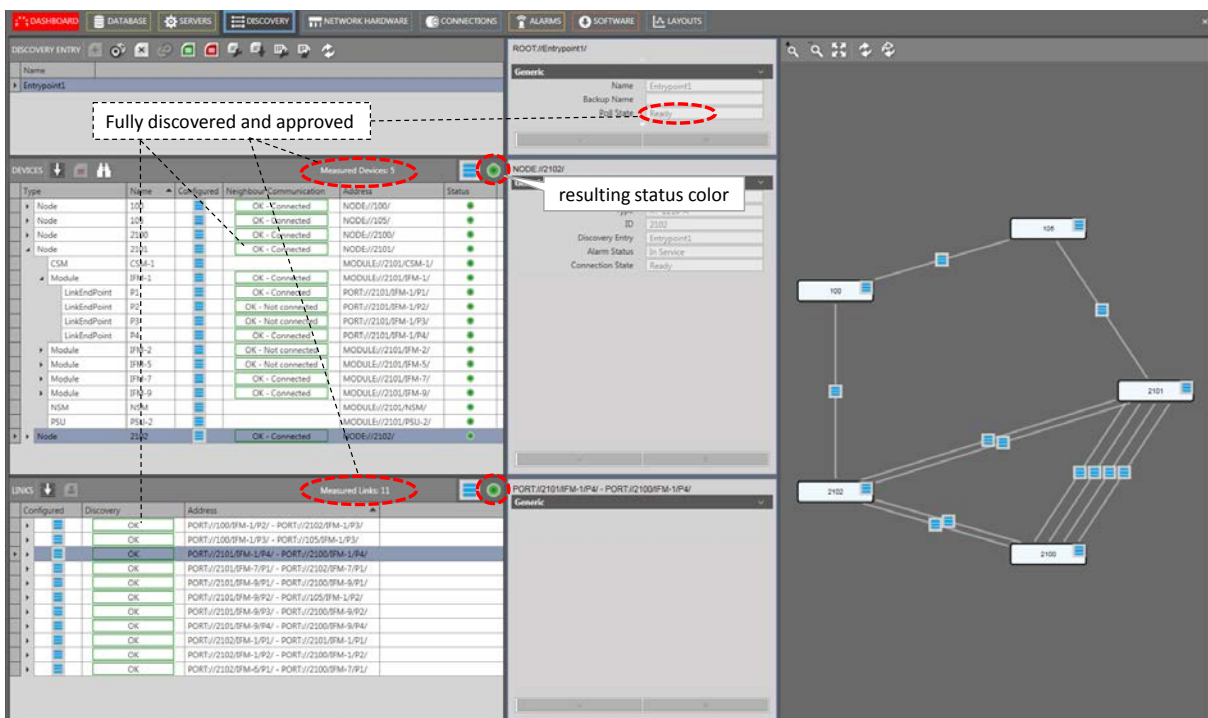 DASHBOARD DATABASE SERVERS DISCOVERY NETWORK HARDWARE CONNECTIONS ALARMS SOFTWARE LAYOUTS
DISCOVERY ENTRY
Name
Entrypoint1
Fully discovered and approved
ROOT://Entrypoint1/
Generic
Name Entrypoint1
Backup Name
Poll State Ready
DEVICES Measured Devices: 5
Type Name Configured Neighbour Communication Address Status
Node 100 OK - Connected NODE://100/
Node 105 OK - Connected NODE://105/
Node 2100 OK - Connected NODE://2100/
Node 2101 OK - Connected NODE://2101/
CSM CSM-1 MODULE://2101/CSM-1/
Module IFM-1 OK - Connected MODULE://2101/IFM-1/
LinkEndPoint P1 OK - Connected PORT://2101/IFM-1/P1/
LinkEndPoint P2 OK - Not connected PORT://2101/IFM-1/P2/
LinkEndPoint P3 OK - Not connected PORT://2101/IFM-1/P3/
LinkEndPoint P4 OK - Connected PORT://2101/IFM-1/P4/
Module IFM-2 OK - Not connected MODULE://2101/IFM-2/
Module IFM-5 OK - Not connected MODULE://2101/IFM-5/
Module IFM-7 OK - Connected MODULE://2101/IFM-7/
Module IFM-9 OK - Connected MODULE://2101/IFM-9/
NSM NSM MODULE://2101/NSM/
PSU PSU-2 MODULE://2101/PSU-2/
Node 2102 OK - Connected NODE://2102/
NODE://2102/
resulting status color
ID 2102
Discovery Entry Entrypoint1
Alarm Status In Service
Connection State Ready
LINKS Measured Links: 11
Configured Discovery Address
OK PORT://100/IFM-1/P2/ - PORT://2102/IFM-1/P3/
OK PORT://100/IFM-1/P3/ - PORT://105/IFM-1/P3/
OK PORT://2101/IFM-1/P4/ - PORT://2100/IFM-1/P4/
OK PORT://2101/IFM-7/P1/ - PORT://2102/IFM-7/P1/
OK PORT://2101/IFM-9/P1/ - PORT://2100/IFM-9/P1/
OK PORT://2101/IFM-9/P2/ - PORT://105/IFM-1/P2/
OK PORT://2101/IFM-9/P3/ - PORT://2100/IFM-9/P2/
OK PORT://2101/IFM-9/P4/ - PORT://2100/IFM-9/P4/
OK PORT://2102/IFM-1/P1/ - PORT://2101/IFM-1/P1/
OK PORT://2102/IFM-1/P2/ - PORT://2100/IFM-1/P2/
OK PORT://2102/IFM-6/P1/ - PORT://2100/IFM-7/P1/
PORT://2101/IFM-1/P4/ - PORT://2100/IFM-1/P4/
Generic
105
100
2101
2102
2100